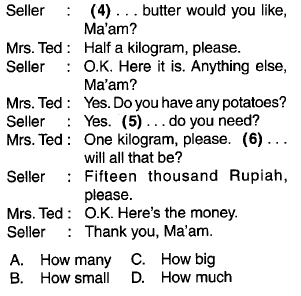 Seller : (4) ... butter would you like,
Ma'am?
Mrs. Ted : Half a kilogram, please.
Seller : O.K. Here it is. Anything else,
Ma'am?
Mrs. Ted : Yes. Do you have any potatoes?
Seller : Yes. (5) ... do you need?
Mrs. Ted : One kilogram, please. (6) ...
will all that be?
Seller : Fifteen thousand Rupiah,
please.
Mrs. Ted : O.K. Here's the money.
Seller : Thank you, Ma'am.
A. How many C. How big
B. How small D. How much